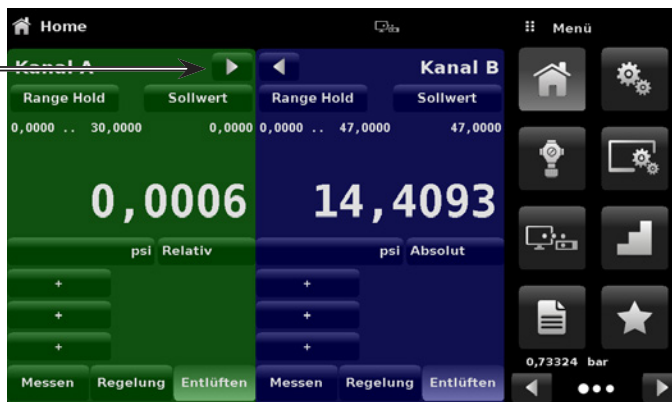 Home
Menü
Kanal A
Kanal B
Range Hold Sollwert
Range Hold Sollwert
0,0000 .. 30,0000 0,0000
0,0000 .. 47,0000 47,0000
0,0006
14,4093
psi Relativ
psi Absolut
+
+
+
+
+
+
0,73324 bar
Messen Regelung Entlüften
Messen Regelung Entlüften